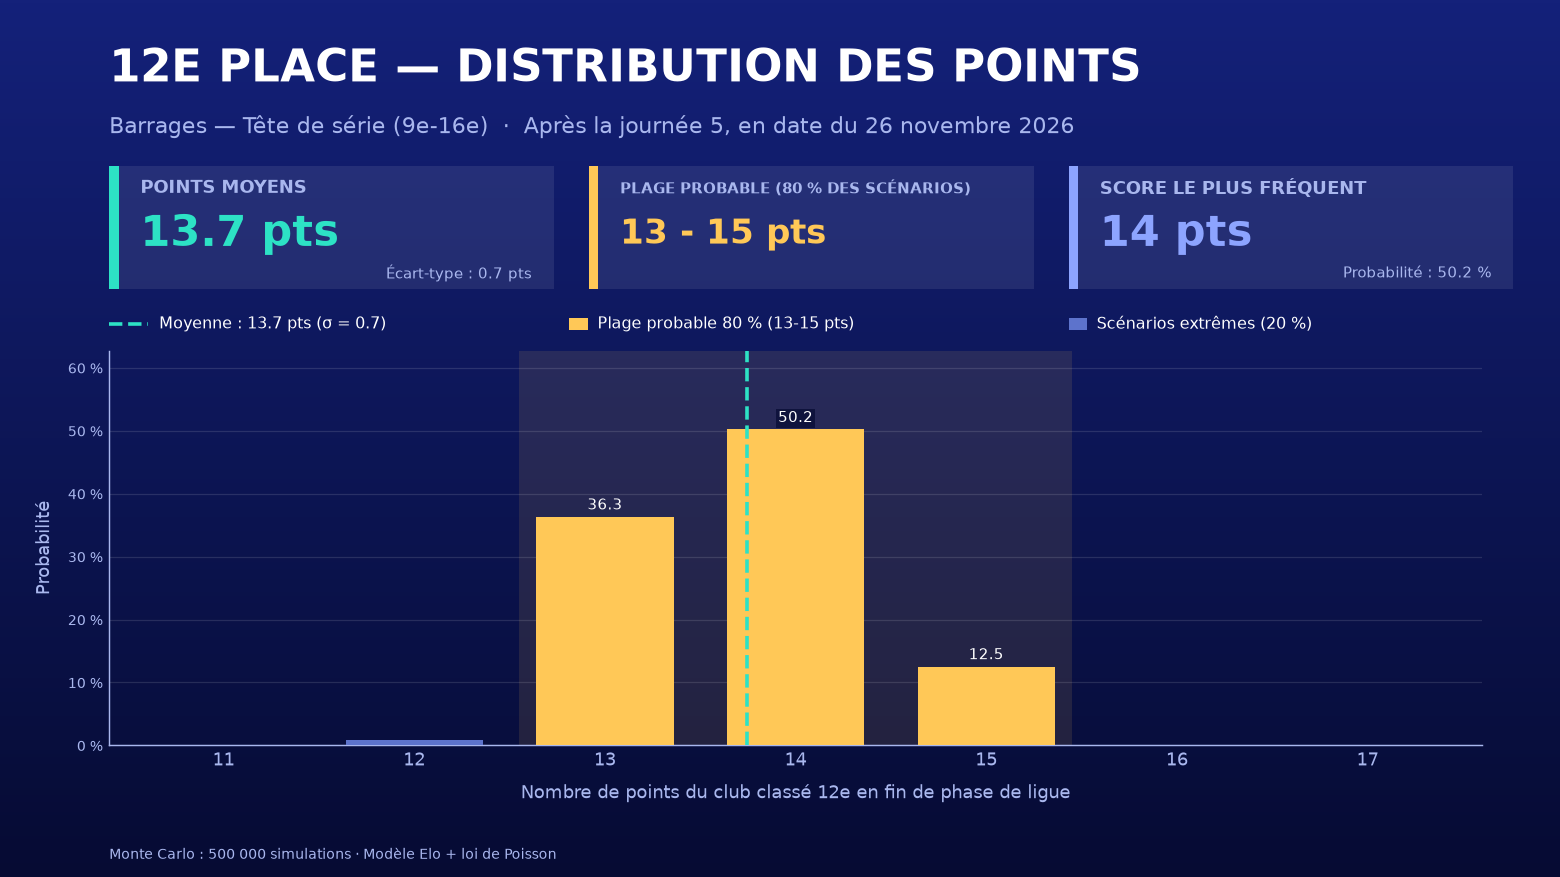 12E PLACE — DISTRIBUTION DES POINTS
Barrages — Tête de série (9e-16e) · Après la journée 5, en date du 26 novembre 2026
POINTS MOYENS
13.7 pts
Écart-type : 0.7 pts
PLAGE PROBABLE (80 % DES SCÉNARIOS)
13 - 15 pts
SCORE LE PLUS FRÉQUENT
14 pts
Probabilité : 50.2 %
Moyenne : 13.7 pts (σ = 0.7)
Plage probable 80 % (13-15 pts)
Scénarios extrêmes (20 %)
Probabilité
60 %
50 %
40 %
30 %
20 %
10 %
0 %
36.3
50.2
12.5
11 12 13 14 15 16 17
Nombre de points du club classé 12e en fin de phase de ligue
Monte Carlo : 500 000 simulations · Modèle Elo + loi de Poisson